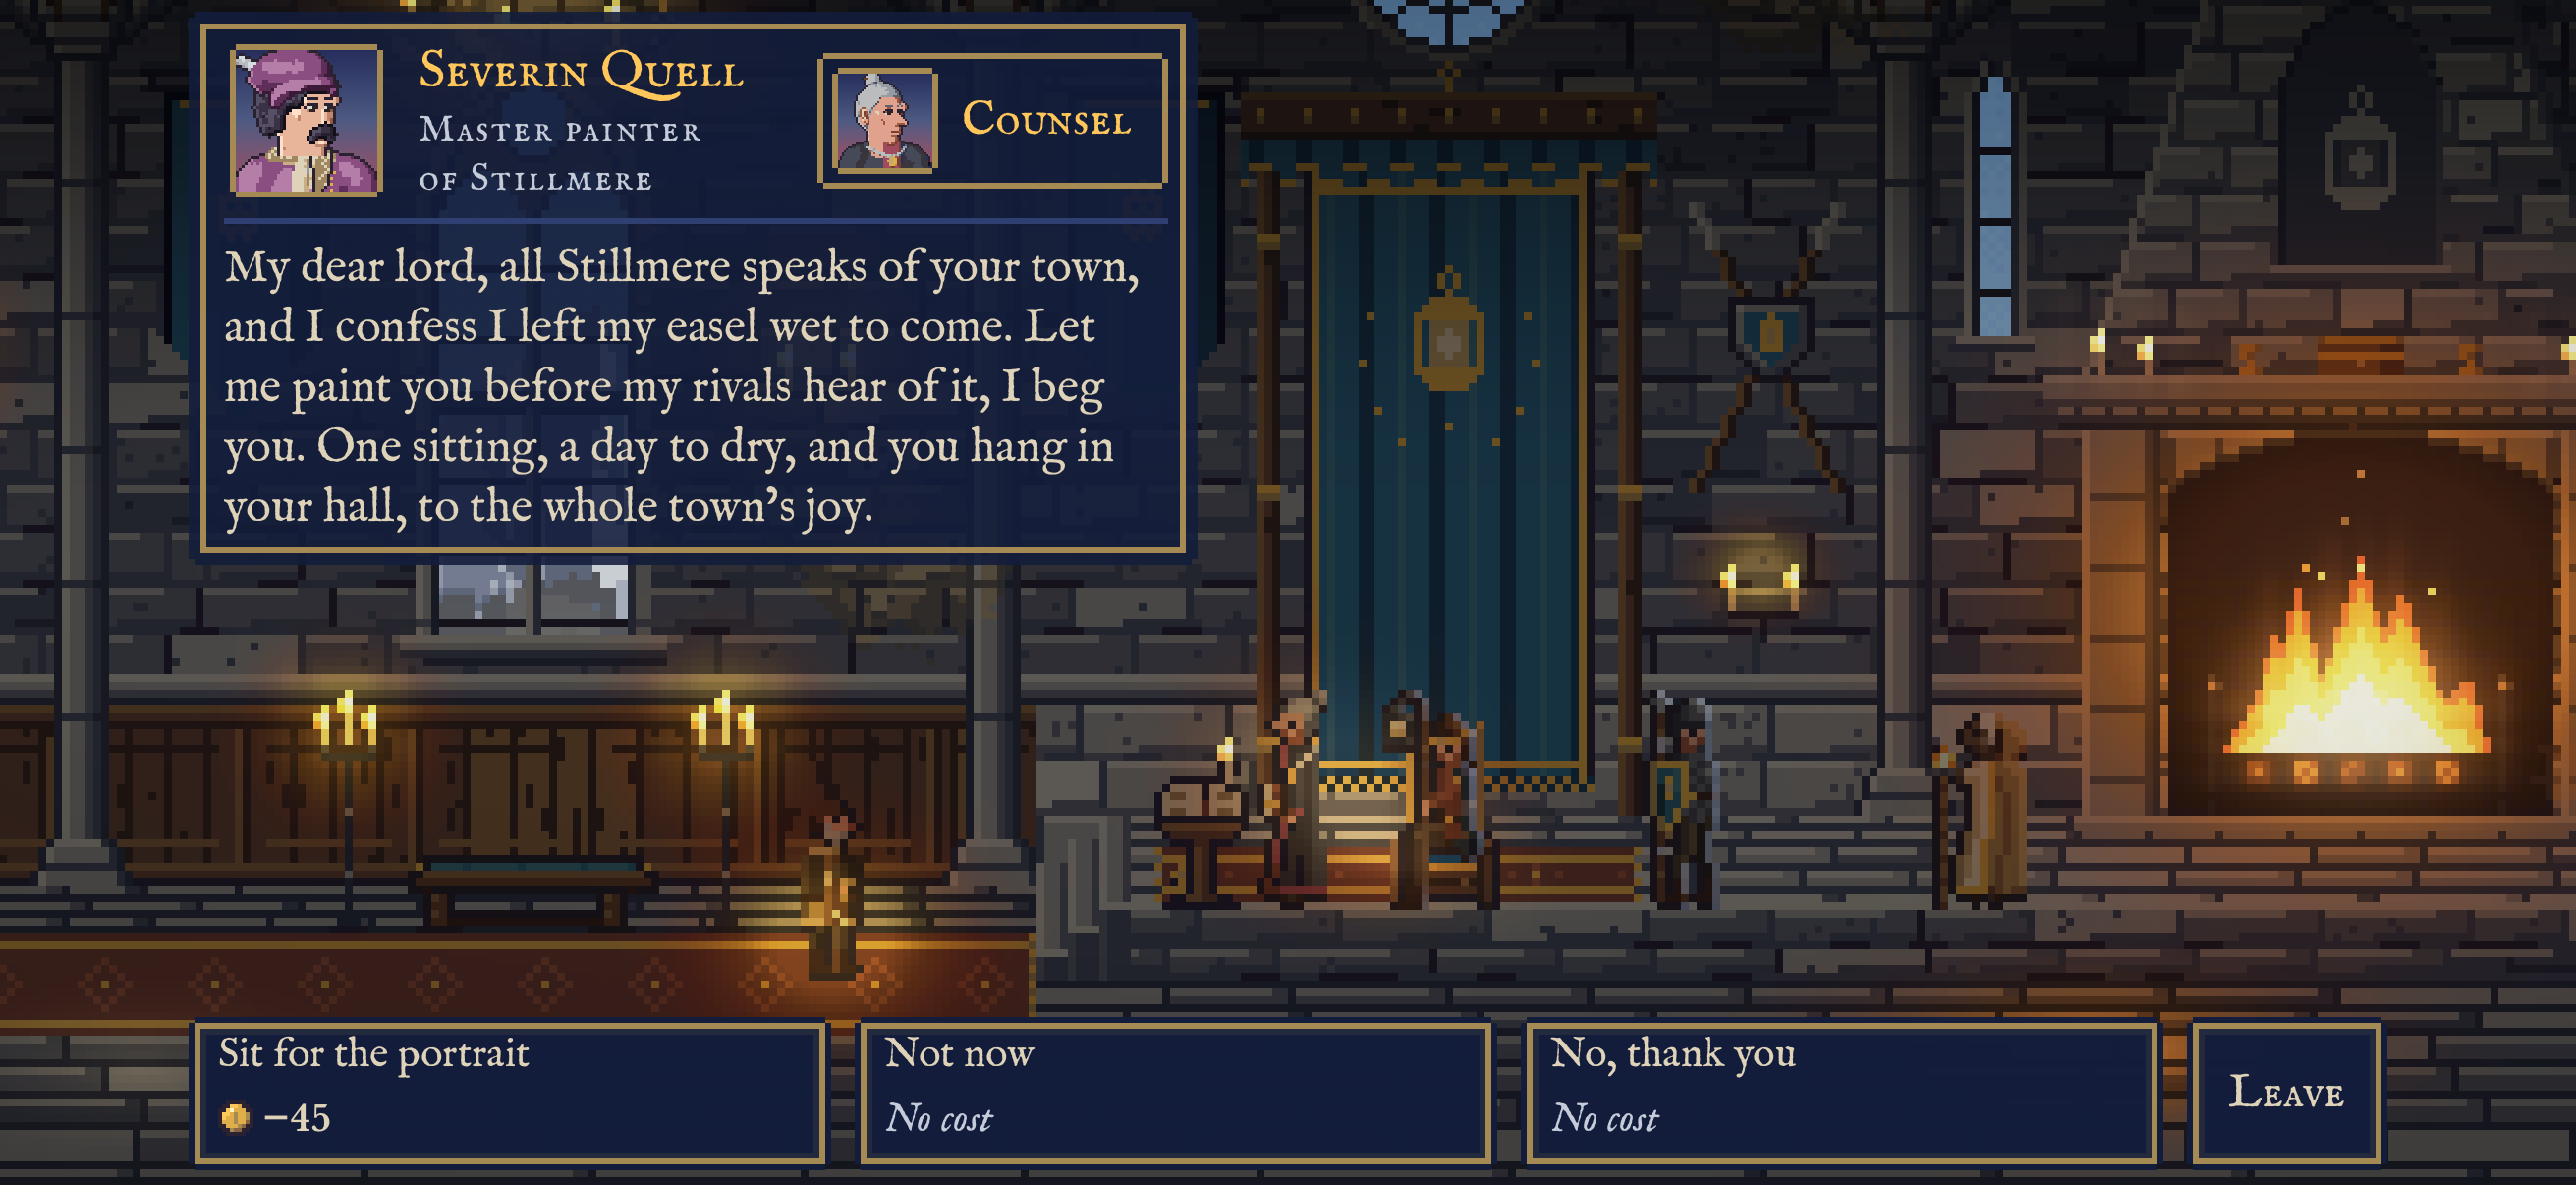 Severin Quell
Master painter
of Stillmere
Counsel
My dear lord, all Stillmere speaks of your town,
and I confess I left my easel wet to come. Let
me paint you before my rivals hear of it, I beg
you. One sitting, a day to dry, and you hang in
your hall, to the whole town’s joy.
Sit for the portrait
−45
Not now
No cost
No, thank you
No cost
Leave